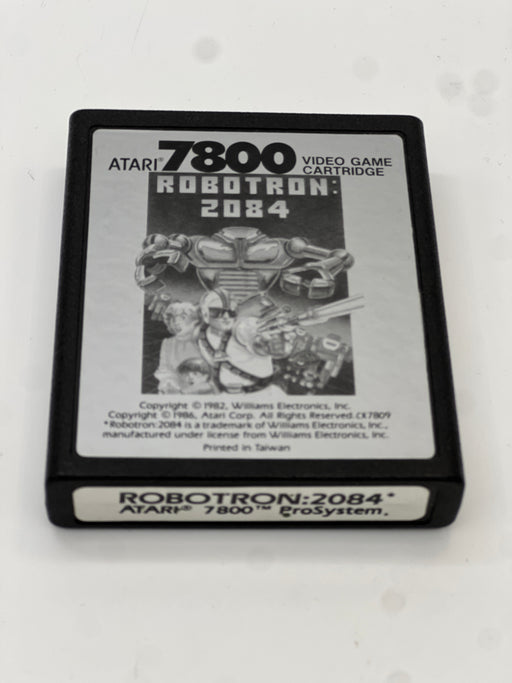 ATARI® 7800 VIDEO GAME CARTRIDGE
ROBOTRON:
2084
Copyright © 1982, Williams Electronics, Inc.
Copyright © 1986, Atari Corp. All Rights Reserved. CX7809
*Robotron:2084 is a trademark of Williams Electronics, Inc.,
manufactured under license from Williams Electronics, Inc.
Printed in Taiwan
ROBOTRON:2084*
ATARI® 7800™ ProSystem.